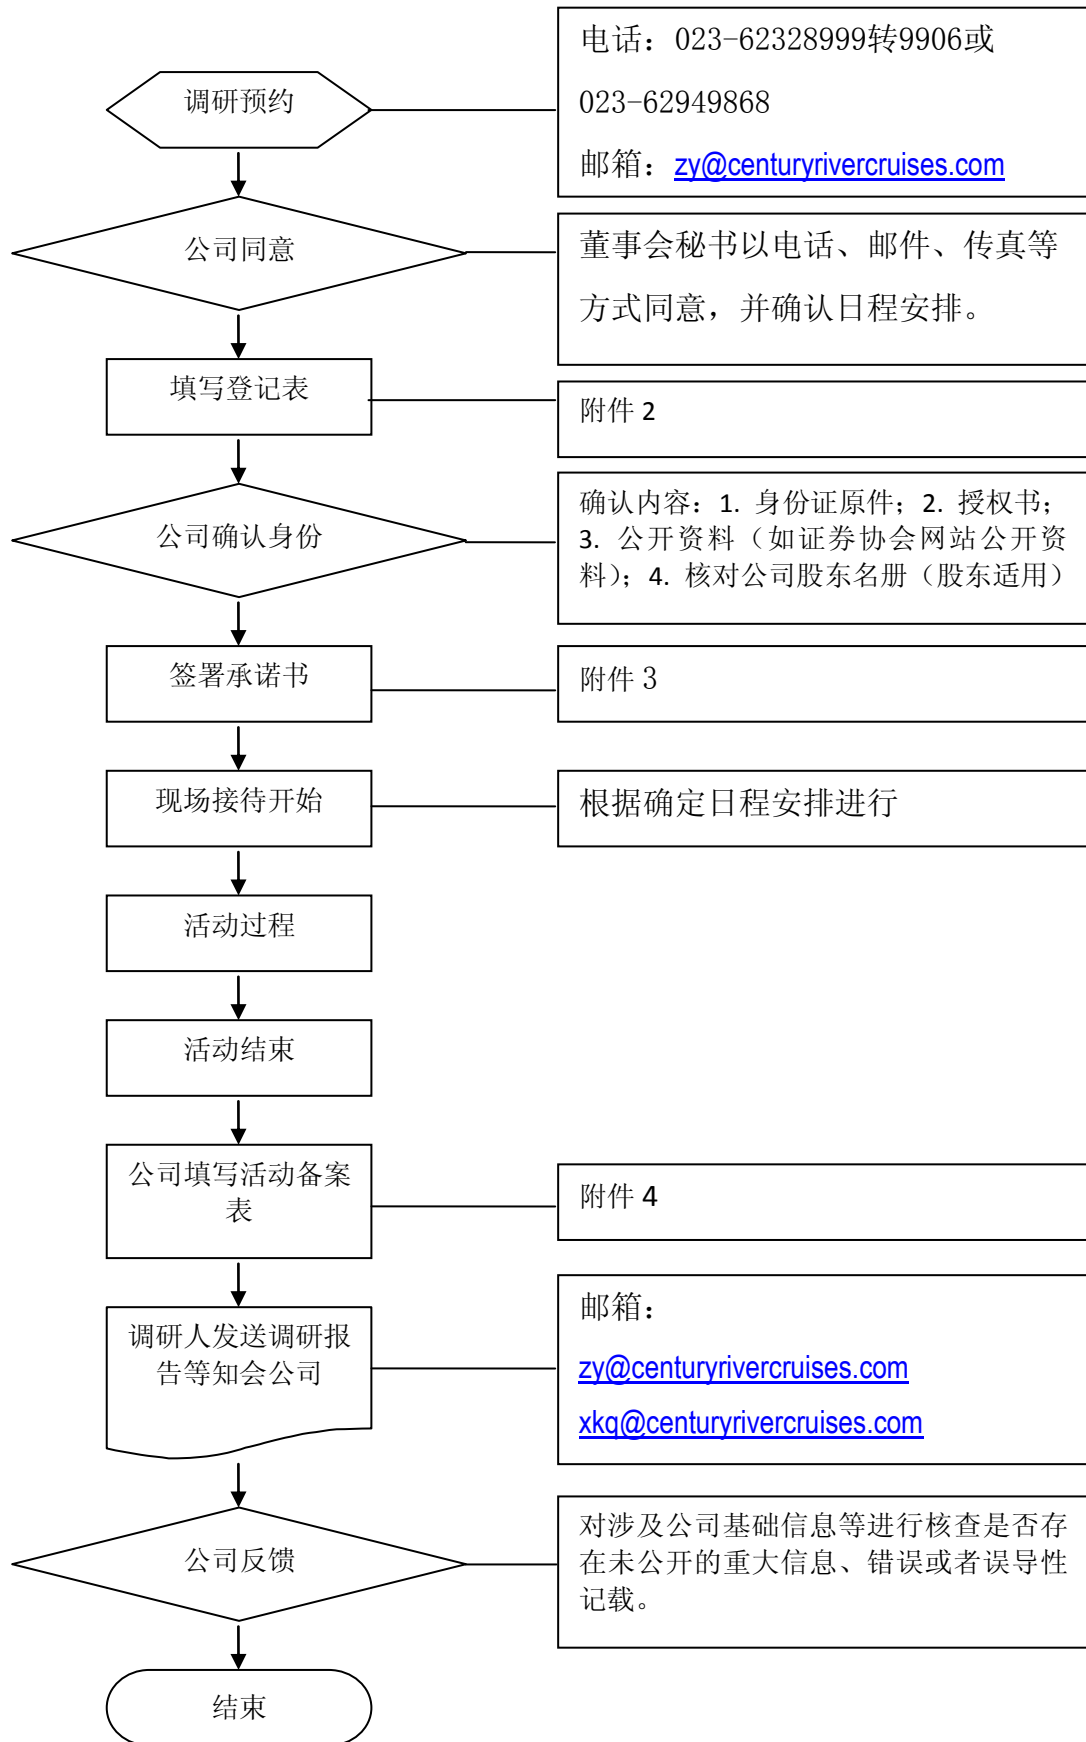 调研预约
电话：023-62328999转9906或
023-62949868
邮箱：zy@centuryrivercruises.com
公司同意
董事会秘书以电话、邮件、传真等
方式同意，并确认日程安排。
填写登记表
附件 2
公司确认身份
确认内容：1. 身份证原件；2. 授权书；
3. 公开资料（如证券协会网站公开资
料）；4. 核对公司股东名册（股东适用）
签署承诺书
附件 3
现场接待开始
根据确定日程安排进行
活动过程
活动结束
公司填写活动备案
表
附件 4
调研人发送调研报
告等知会公司
邮箱：
zy@centuryrivercruises.com
xkq@centuryrivercruises.com
公司反馈
对涉及公司基础信息等进行核查是否存
在未公开的重大信息、错误或者误导性
记载。
结束